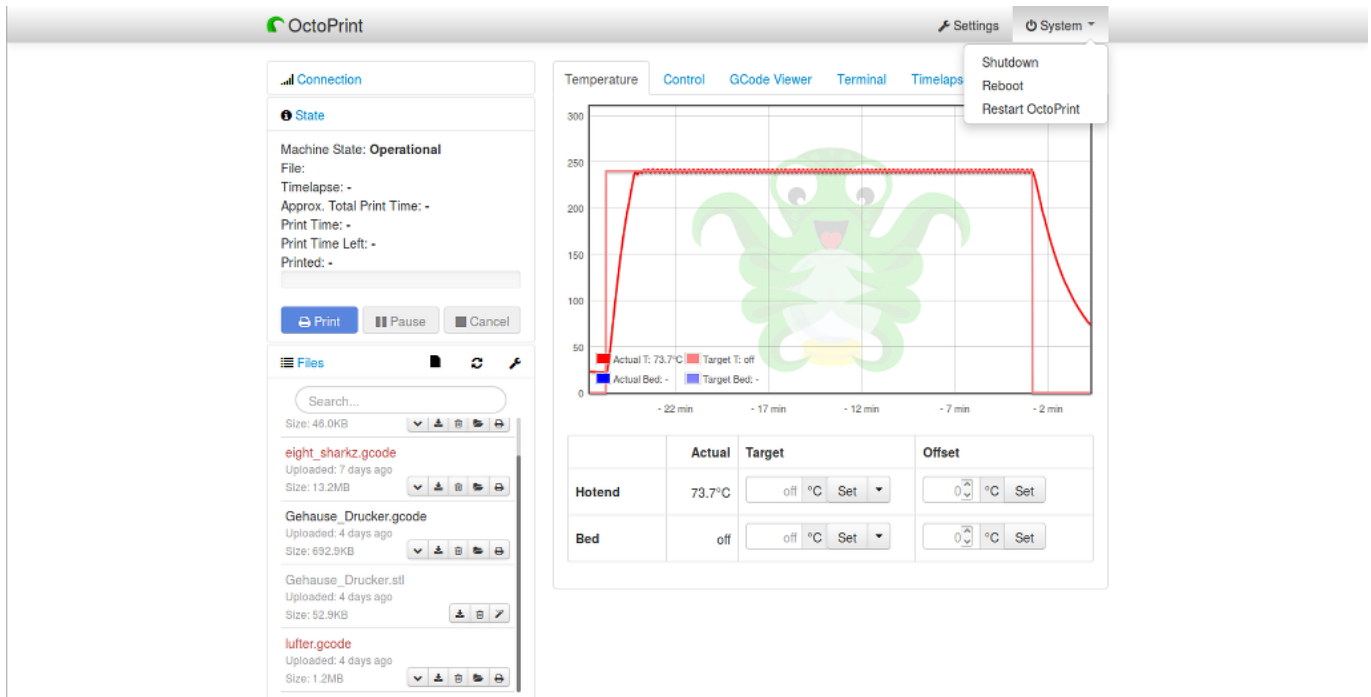 OctoPrint
Settings System
Shutdown
Reboot
Restart OctoPrint
Connection
State
Machine State: Operational
File:
Timelapse: -
Approx. Total Print Time: -
Print Time: -
Print Time Left: -
Printed: -
Print Pause Cancel
Files
Search...
Size: 46.0KB
eight_sharkz.gcode
Uploaded: 7 days ago
Size: 13.2MB
Gehause_Drucker.gcode
Uploaded: 4 days ago
Size: 692.9KB
Gehause_Drucker.stl
Uploaded: 4 days ago
Size: 52.9KB
lufter.gcode
Uploaded: 4 days ago
Size: 1.2MB
Temperature Control GCode Viewer Terminal Timelaps
300
250
200
150
100
50
0
Actual T: 73.7°C Target T: off
Actual Bed: - Target Bed: -
- 22 min - 17 min - 12 min - 7 min - 2 min
Actual Target Offset
Hotend 73.7°C off °C Set 0 °C Set
Bed off off °C Set 0 °C Set